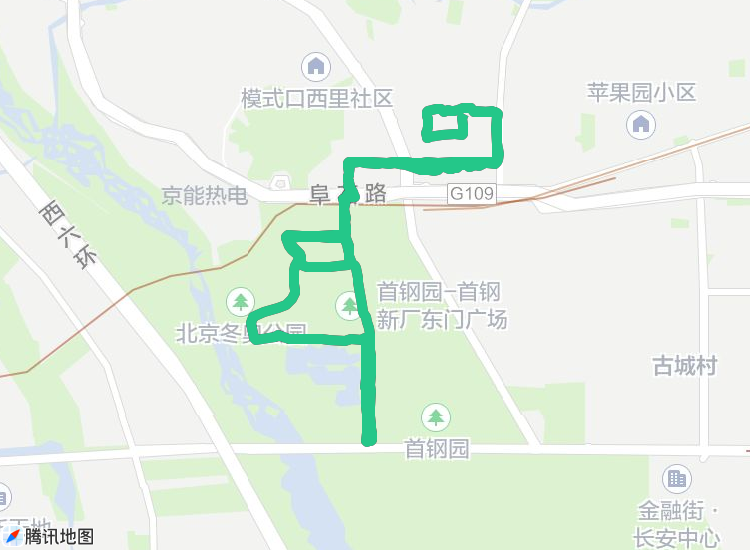 模式口西里社区
苹果园小区
京能热电
阜石路
G109
西六环
首钢园-首钢
新厂东门广场
北京冬奥公园
古城村
首钢园
金融街·
长安中心
腾讯地图